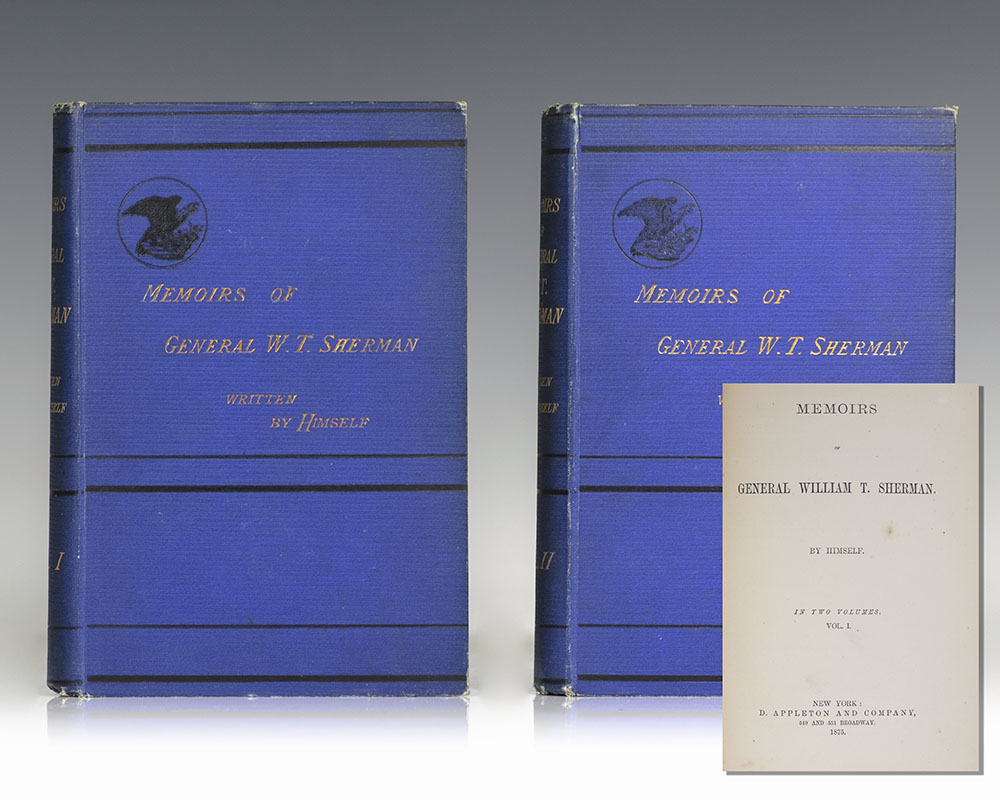 I
MEMOIRS OF
GENERAL W. T. SHERMAN
WRITTEN
BY HIMSELF
II
MEMOIRS OF
GENERAL W. T. SHERMAN
MEMOIRS
OF
GENERAL WILLIAM T. SHERMAN.
BY HIMSELF.
IN TWO VOLUMES.
VOL. I.
NEW YORK:
D. APPLETON AND COMPANY,
549 AND 551 BROADWAY.
1875.